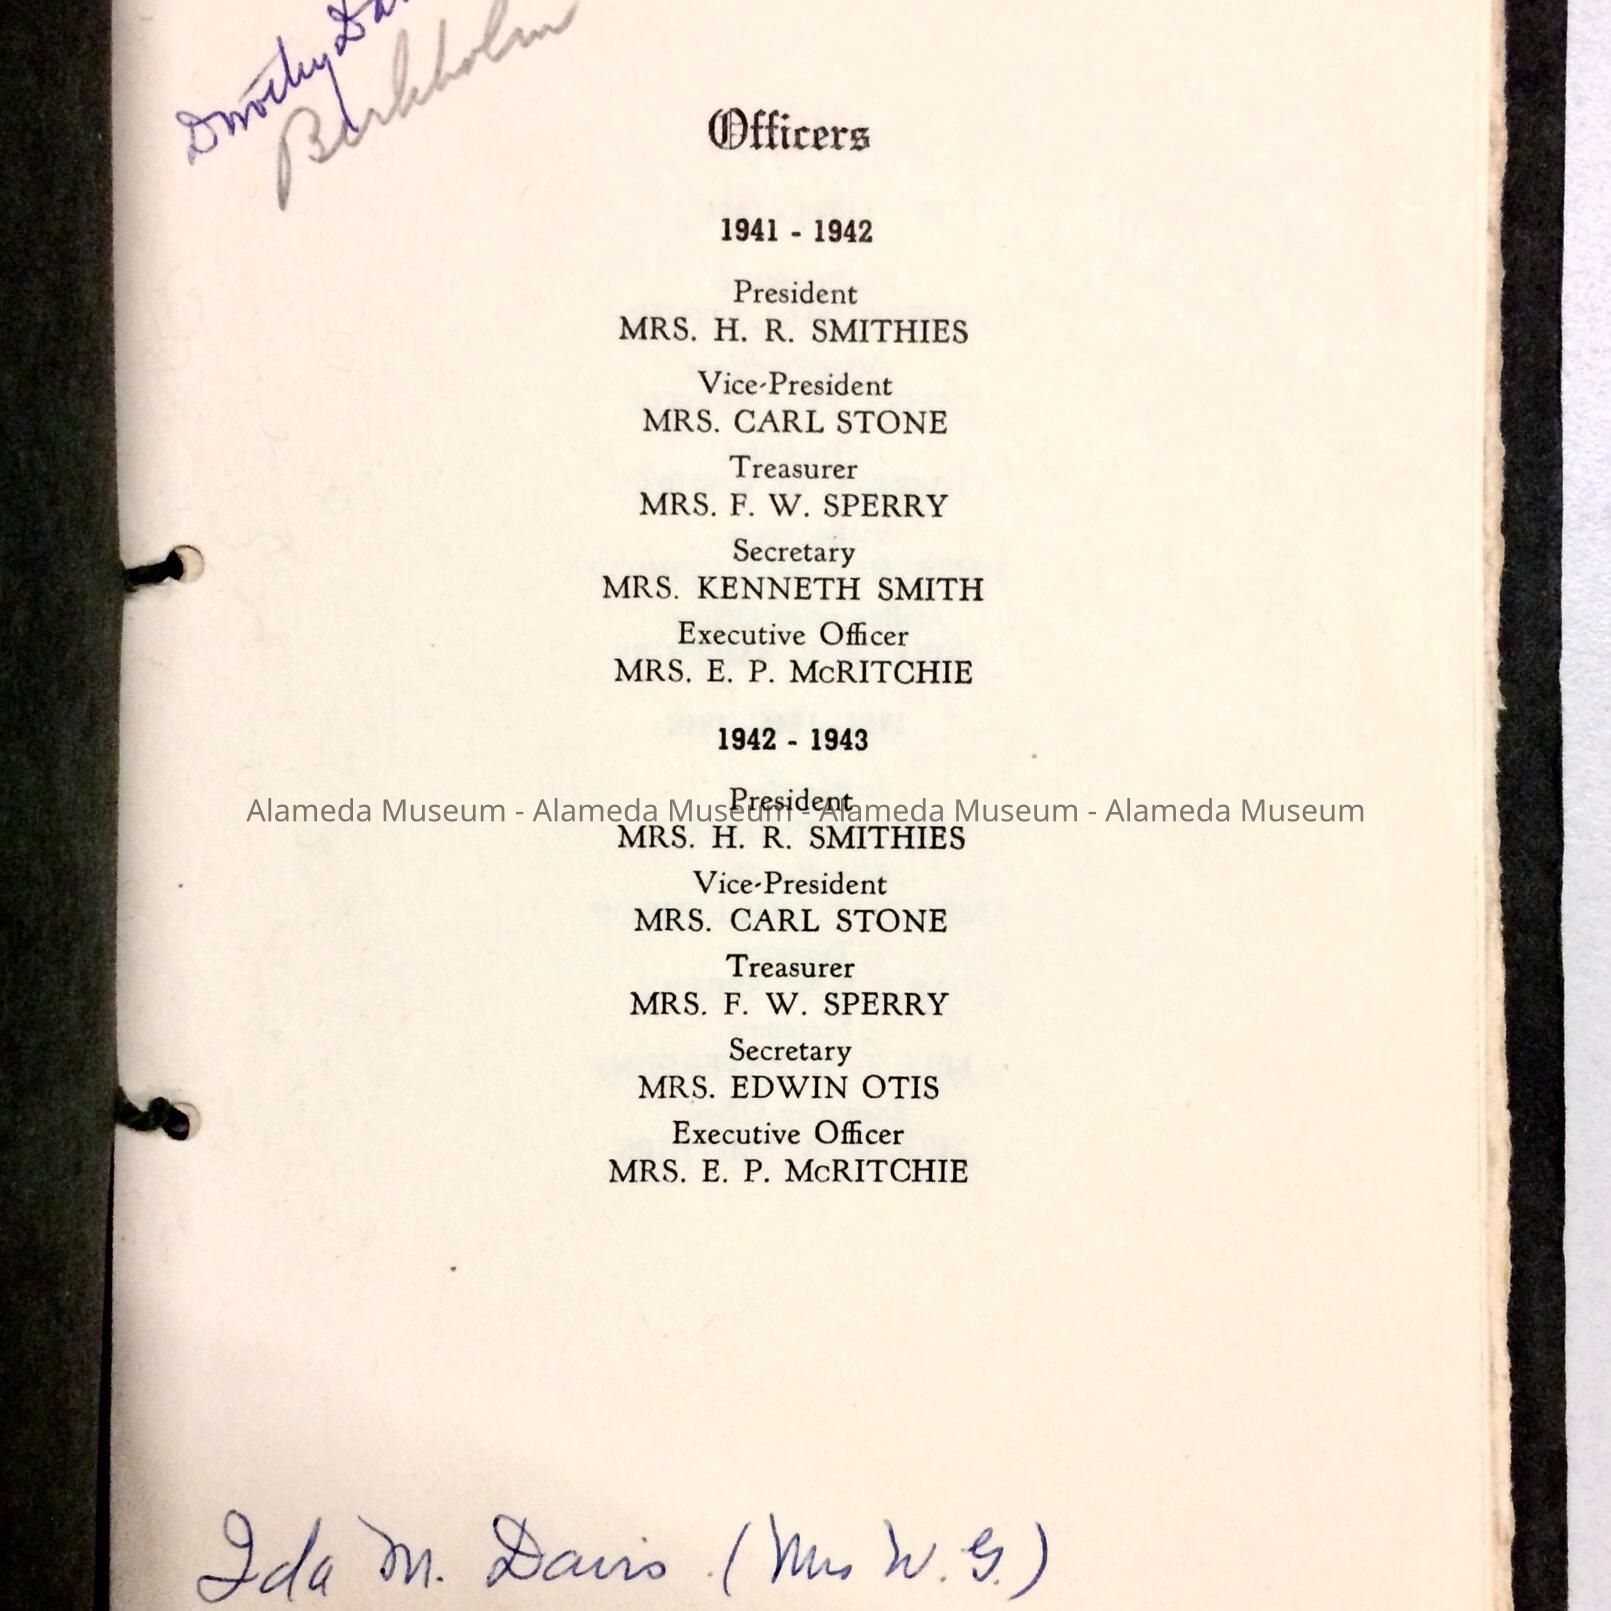 Dorothy
Burkholm
Officers
1941 - 1942
President
MRS. H. R. SMITHIES
Vice-President
MRS. CARL STONE
Treasurer
MRS. F. W. SPERRY
Secretary
MRS. KENNETH SMITH
Executive Officer
MRS. E. P. McRITCHIE
1942 - 1943
President
Alameda Museum - Alameda Museum - Alameda Museum - Alameda Museum
MRS. H. R. SMITHIES
Vice-President
MRS. CARL STONE
Treasurer
MRS. F. W. SPERRY
Secretary
MRS. EDWIN OTIS
Executive Officer
MRS. E. P. McRITCHIE
Ida M. Davis (Mrs W. G.)